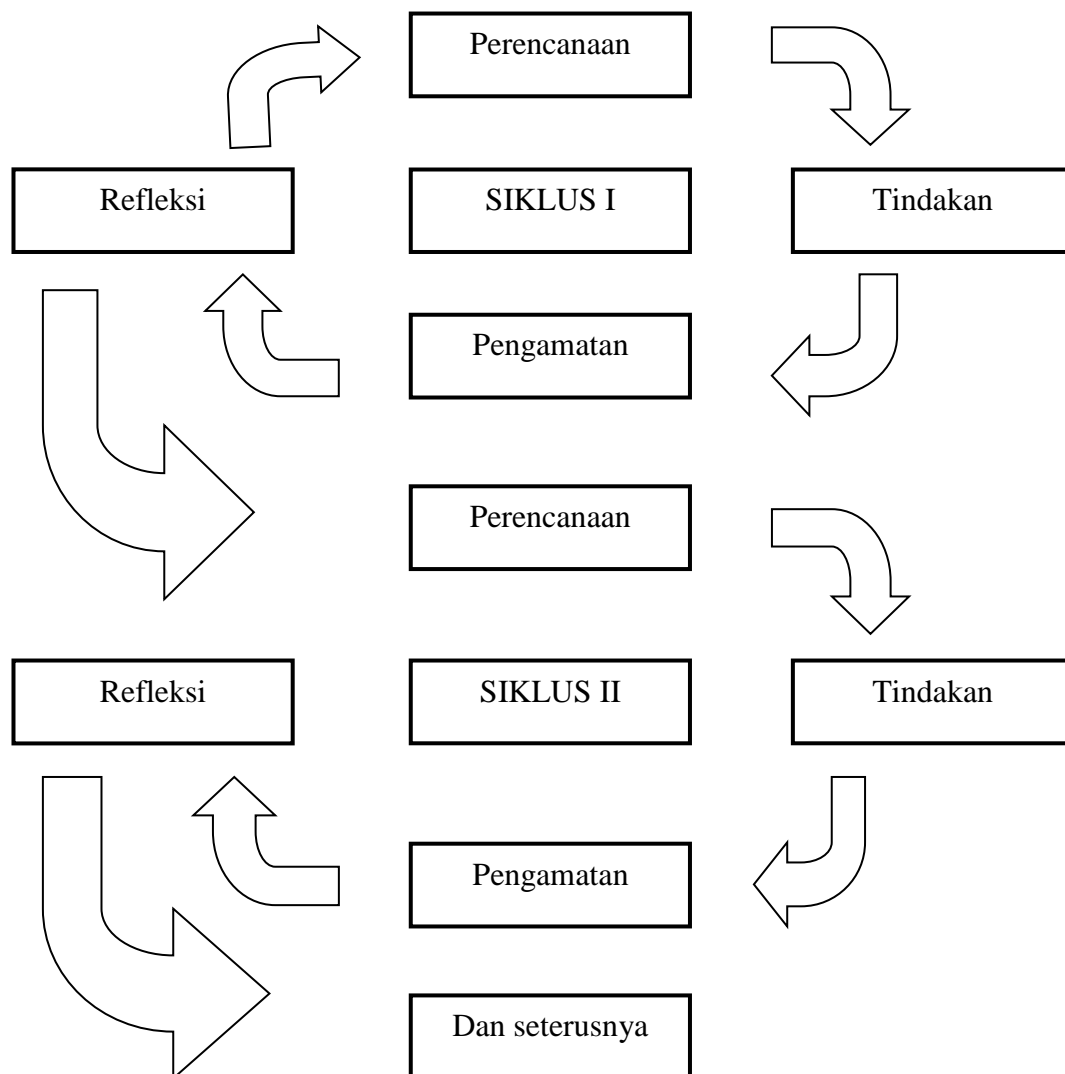 Perencanaan
Refleksi
SIKLUS I
Tindakan
Pengamatan
Perencanaan
Refleksi
SIKLUS II
Tindakan
Pengamatan
Dan seterusnya